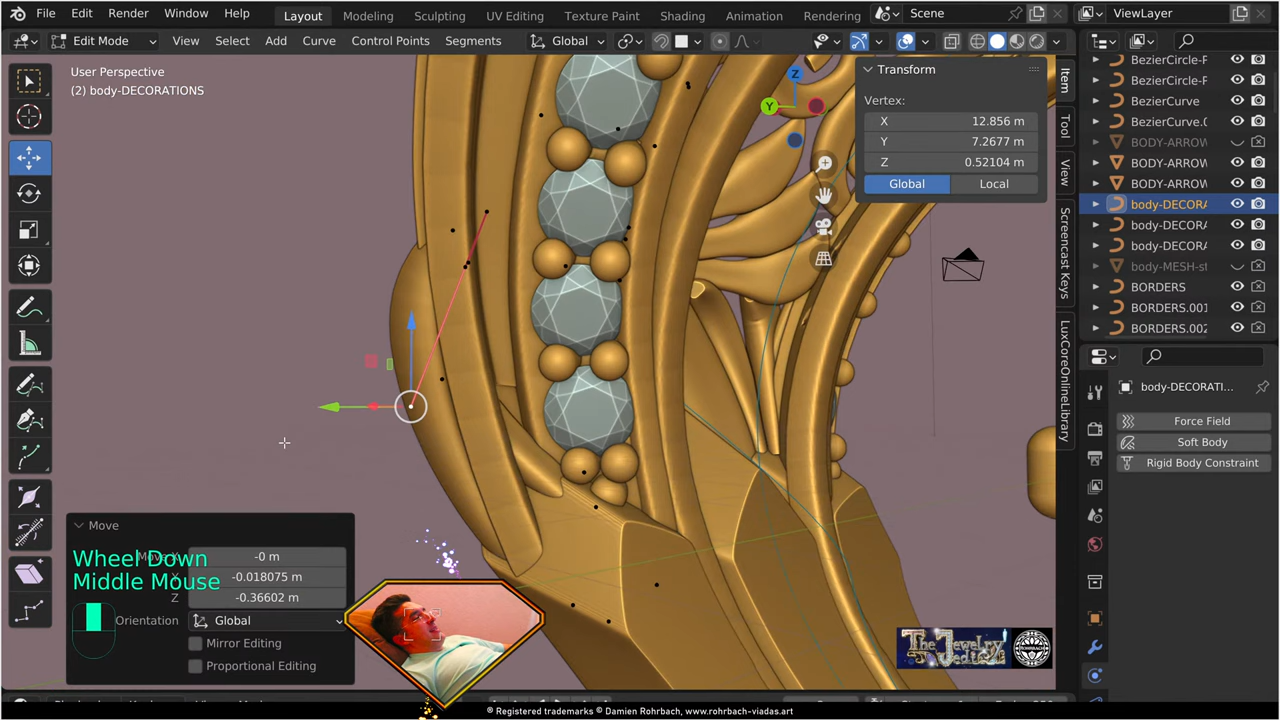 File Edit Render Window Help Layout Modeling Sculpting UV Editing Texture Paint Shading Animation Rendering Scene ViewLayer
Edit Mode View Select Add Curve Control Points Segments Global
User Perspective
(2) body-DECORATIONS
Transform
Vertex:
X 12.856 m
Y 7.2677 m
Z 0.52104 m
Global Local
Item
Tool
View
Screencast Keys
LuxCoreOnlineLibrary
Z
Y
BezierCircle-F
BezierCircle-F
BezierCurve
BezierCurve.0
BODY-ARROW
BODY-ARROW
BODY-ARROW
body-DECORA
body-DECORA
body-DECORA
body-MESH-st
BORDERS
BORDERS.001
BORDERS.002
body-DECORATI...
Force Field
Soft Body
Rigid Body Constraint
Move
Wheel Down
Middle Mouse
-0 m
-0.018075 m
Z -0.36602 m
Orientation Global
Mirror Editing
Proportional Editing
The Jewelry
ROHRBACH
® Registered trademarks © Damien Rohrbach, www.rohrbach-viadas.art